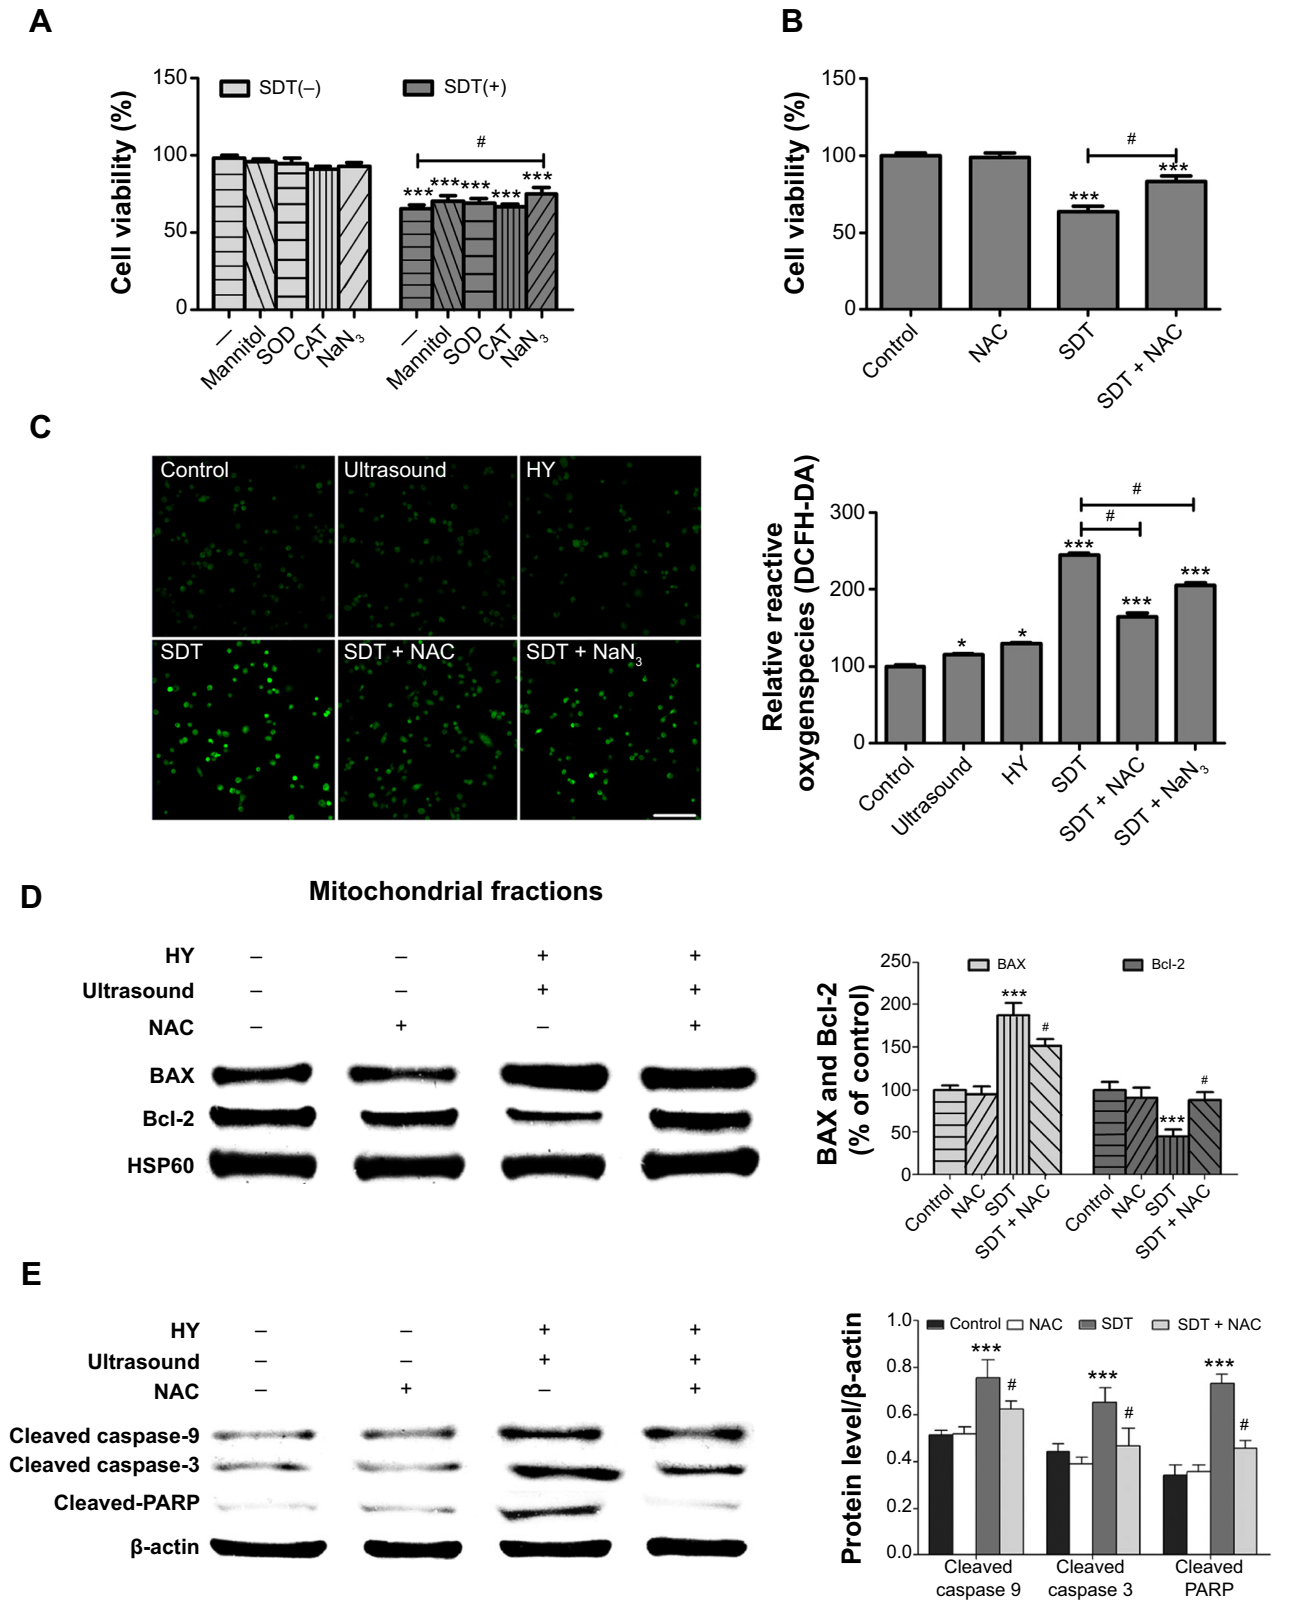 A
Cell viability (%)
150
100
50
0
SDT(–)
SDT(+)
#
*** *** *** *** ***
–
Mannitol
SOD
CAT
NaN₃
–
Mannitol
SOD
CAT
NaN₃
B
Cell viability (%)
150
100
50
0
#
***
***
Control
NAC
SDT
SDT + NAC
C
Control
Ultrasound
HY
SDT
SDT + NAC
SDT + NaN₃
Relative reactive
oxygenspecies (DCFH-DA)
300
200
100
0
#
#
*
*
***
***
***
Control
Ultrasound
HY
SDT
SDT + NAC
SDT + NaN₃
D
Mitochondrial fractions
HY – – + +
Ultrasound – – + +
NAC – + – +
BAX
Bcl-2
HSP60
BAX and Bcl-2
(% of control)
250
200
150
100
50
0
BAX
Bcl-2
***
#
***
#
Control
NAC
SDT
SDT + NAC
Control
NAC
SDT
SDT + NAC
E
HY – – + +
Ultrasound – – + +
NAC – + – +
Cleaved caspase-9
Cleaved caspase-3
Cleaved-PARP
β-actin
Protein level/β-actin
1.0
0.8
0.6
0.4
0.2
0.0
Control NAC SDT SDT + NAC
***
#
***
#
***
#
Cleaved
caspase 9
Cleaved
caspase 3
Cleaved
PARP